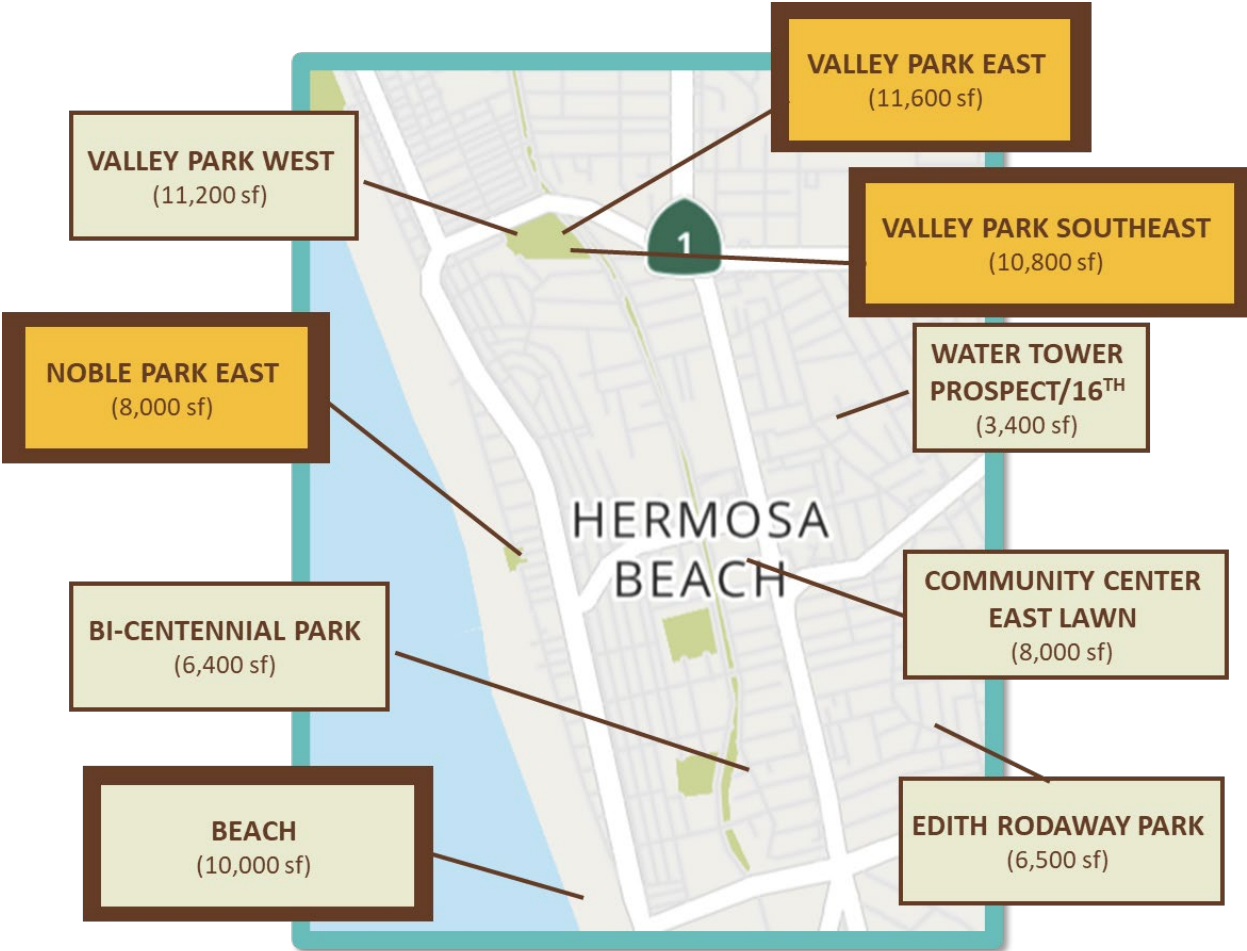 VALLEY PARK EAST
(11,600 sf)
VALLEY PARK WEST
(11,200 sf)
VALLEY PARK SOUTHEAST
(10,800 sf)
1
NOBLE PARK EAST
(8,000 sf)
WATER TOWER
PROSPECT/16TH
(3,400 sf)
HERMOSA
BEACH
COMMUNITY CENTER
EAST LAWN
(8,000 sf)
BI-CENTENNIAL PARK
(6,400 sf)
BEACH
(10,000 sf)
EDITH RODAWAY PARK
(6,500 sf)